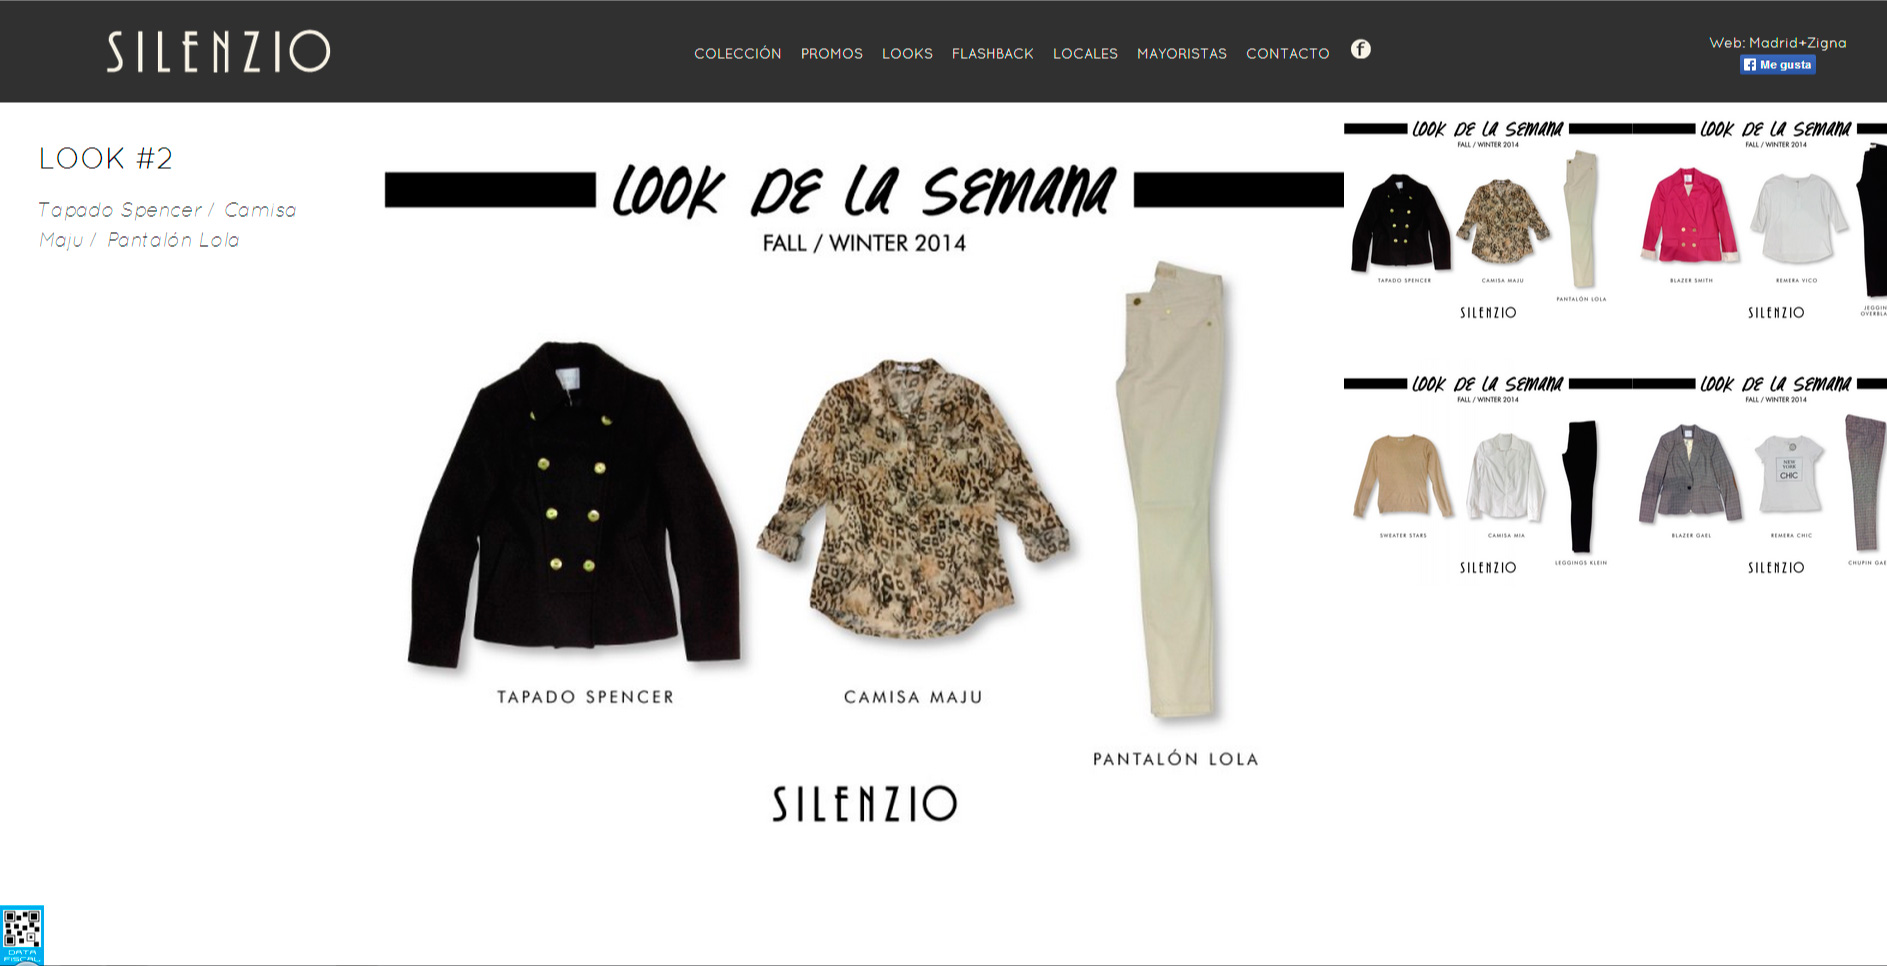 SILENZIO
COLECCIÓN PROMOS LOOKS FLASHBACK LOCALES MAYORISTAS CONTACTO f
Web: Madrid+Zigna
Me gusta
LOOK #2
Tapado Spencer / Camisa
Maju / Pantalón Lola
LOOK DE LA SEMANA
FALL / WINTER 2014
TAPADO SPENCER
CAMISA MAJU
PANTALÓN LOLA
SILENZIO
LOOK DE LA SEMANA
FALL / WINTER 2014
TAPADO SPENCER
CAMISA MAJU
PANTALÓN LOLA
SILENZIO
LOOK DE LA SEMANA
FALL / WINTER 2014
BLAZER SMITH
REMERA VICO
SILENZIO
LOOK DE LA SEMANA
FALL / WINTER 2014
SWEATER STARS
CAMISA MIA
LEGGINGS KLEIN
SILENZIO
LOOK DE LA SEMANA
FALL / WINTER 2014
BLAZER GAEL
NEW
YORK
CHIC
REMERA CHIC
CHUPIN
SILENZIO
DATA
FISCAL